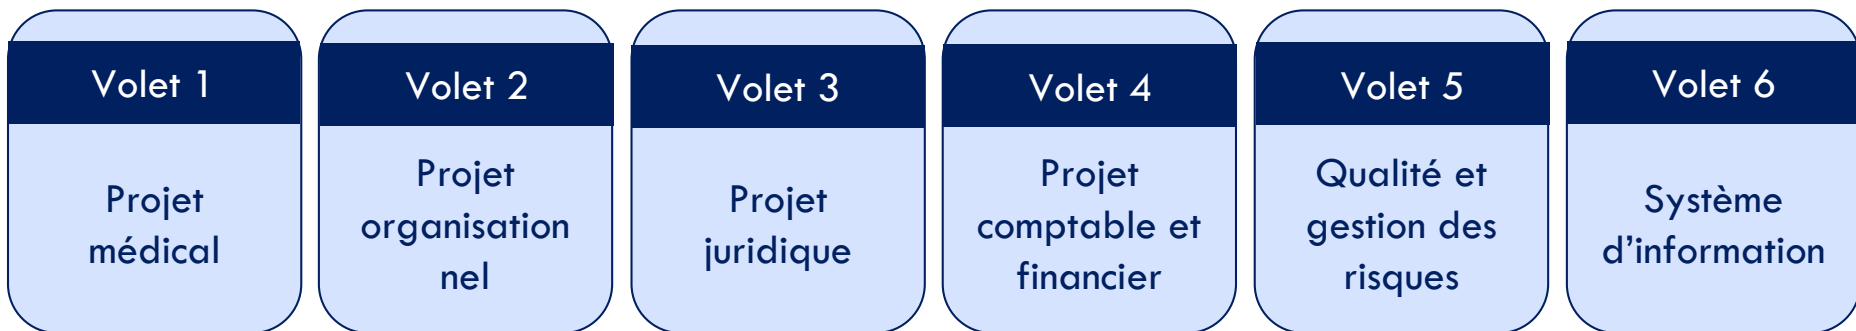 Volet 1
Projet
médical
Volet 2
Projet
organisation
nel
Volet 3
Projet
juridique
Volet 4
Projet
comptable et
financier
Volet 5
Qualité et
gestion des
risques
Volet 6
Système
d’information